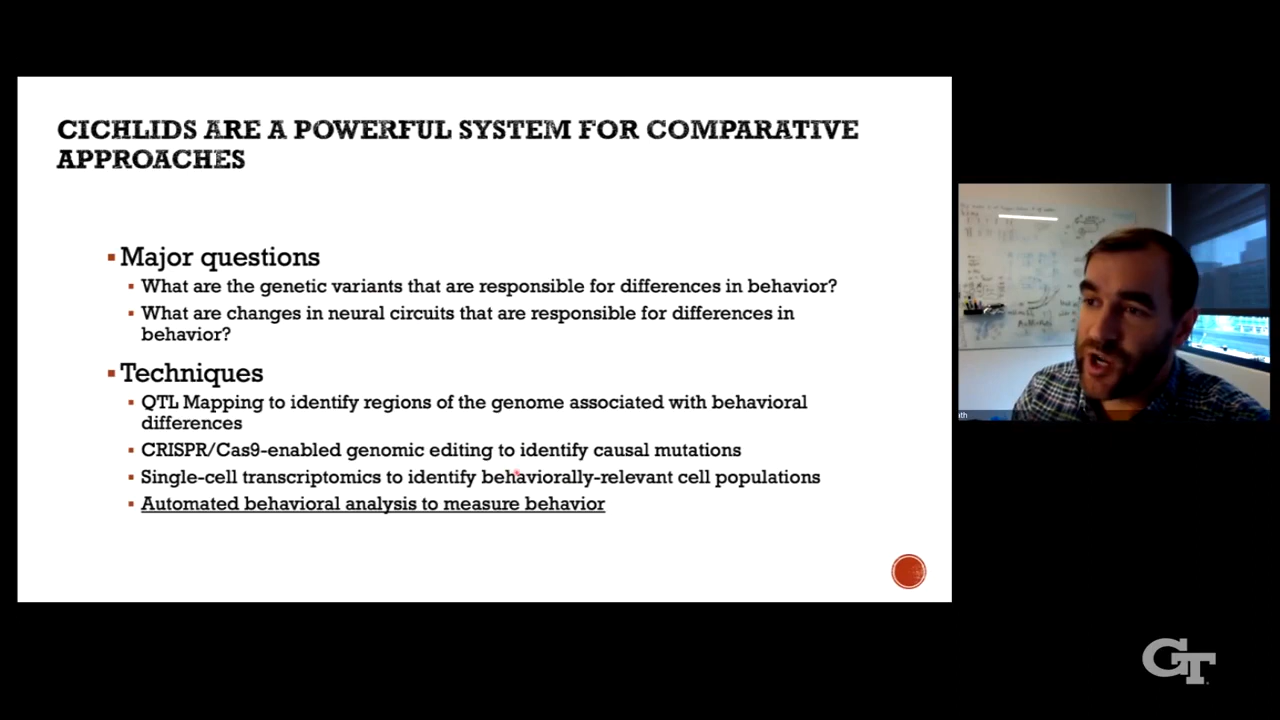 CICHLIDS ARE A POWERFUL SYSTEM FOR COMPARATIVE
APPROACHES
▪Major questions
▪ What are the genetic variants that are responsible for differences in behavior?
▪ What are changes in neural circuits that are responsible for differences in
behavior?
▪Techniques
▪ QTL Mapping to identify regions of the genome associated with behavioral
differences
▪ CRISPR/Cas9-enabled genomic editing to identify causal mutations
▪ Single-cell transcriptomics to identify behaviorally-relevant cell populations
▪ Automated behavioral analysis to measure behavior
ath
GT